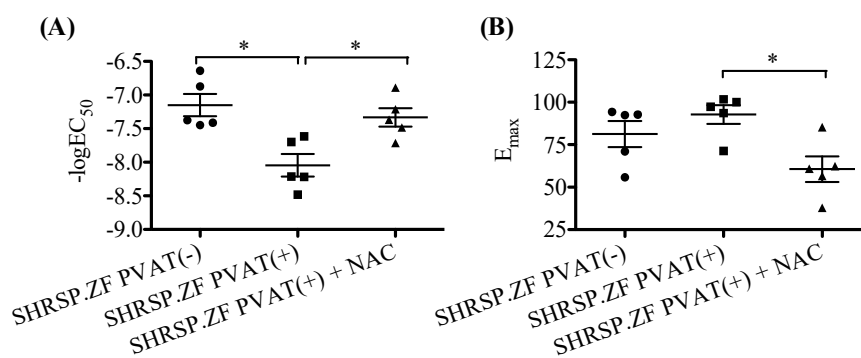 (A)
* *
-logEC50
-6.5
-7.0
-7.5
-8.0
-8.5
-9.0
SHRSP.ZF PVAT(-)
SHRSP.ZF PVAT(+)
SHRSP.ZF PVAT(+) + NAC
(B)
*
Emax
125
100
75
50
25
SHRSP.ZF PVAT(-)
SHRSP.ZF PVAT(+)
SHRSP.ZF PVAT(+) + NAC